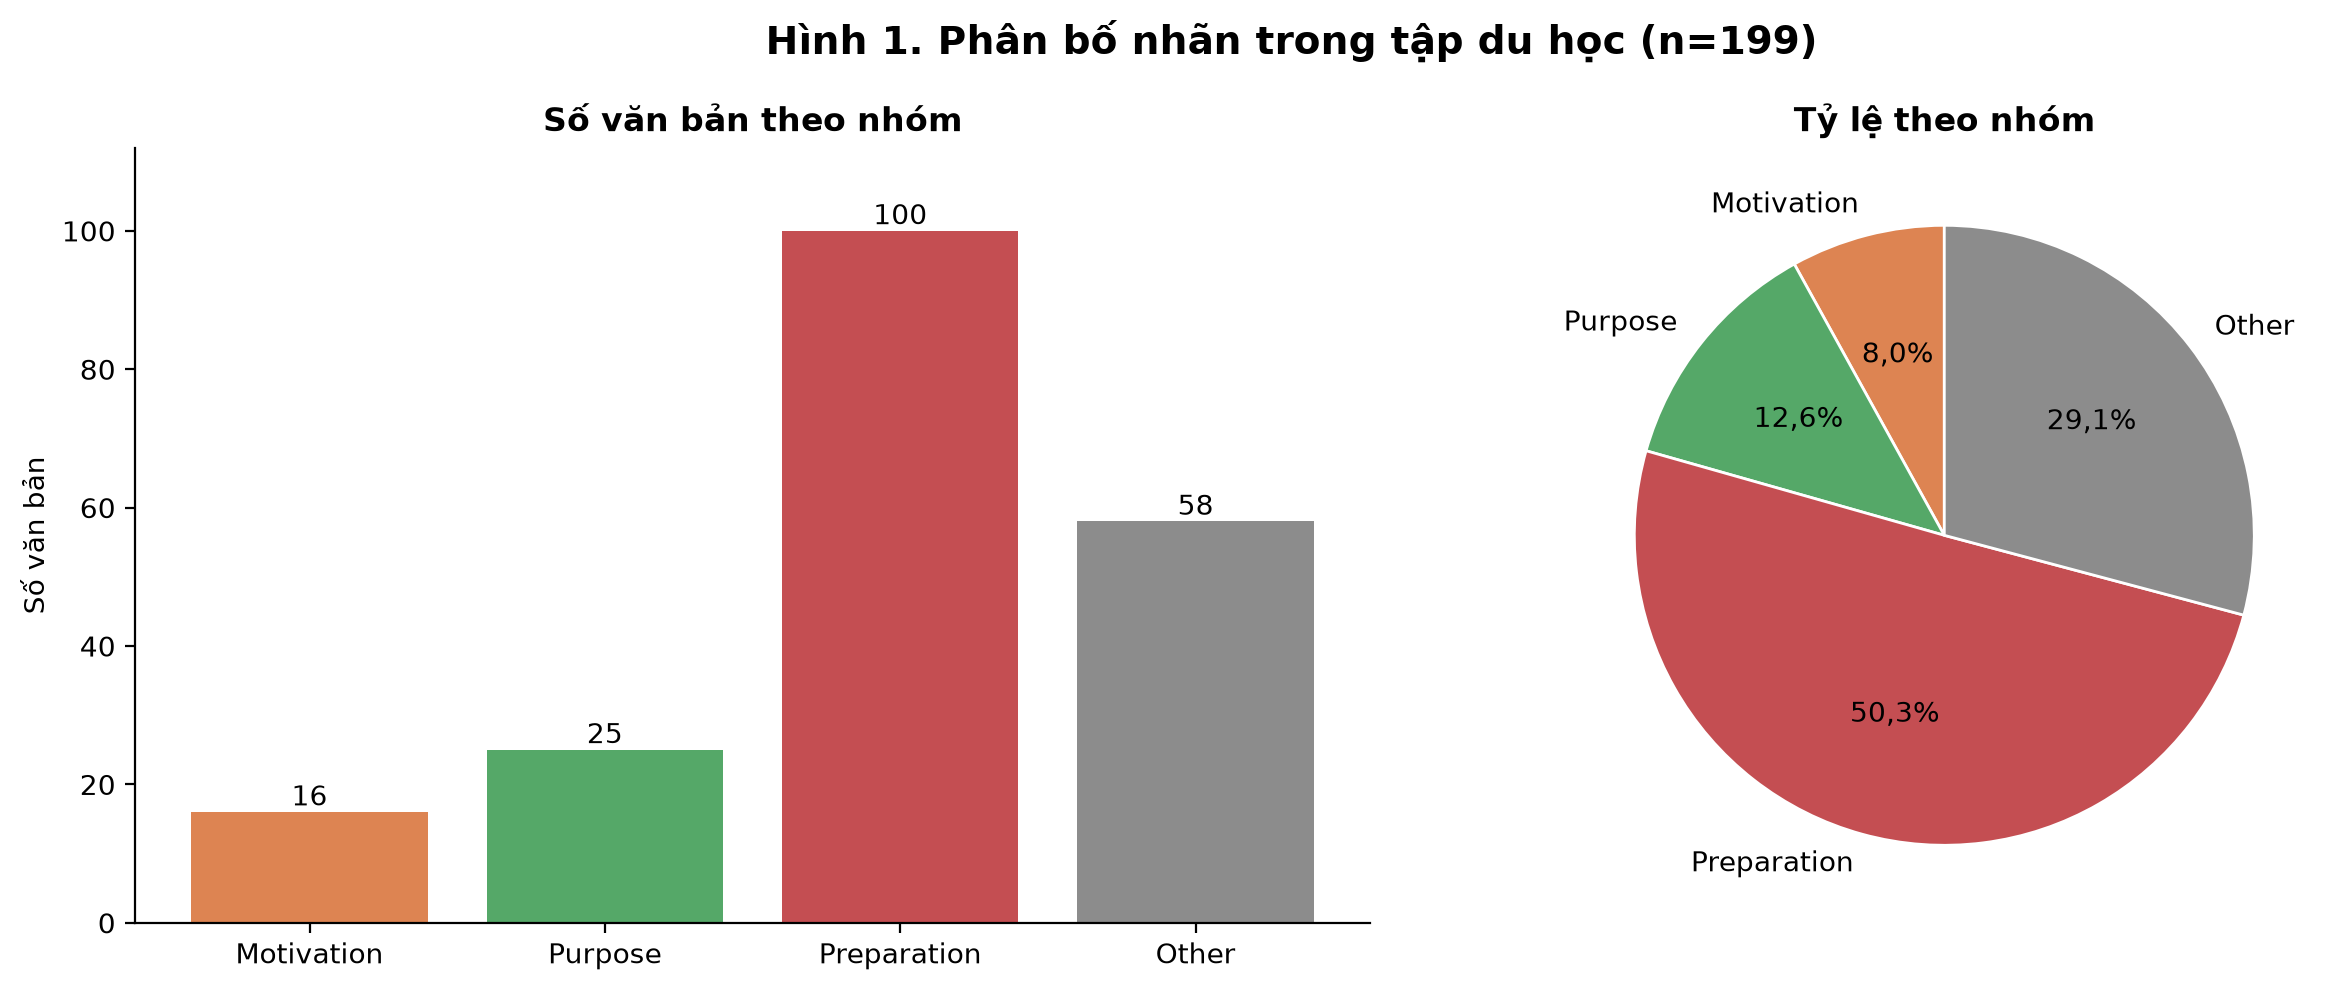 Hình 1. Phân bố nhãn trong tập du học (n=199)
Số văn bản theo nhóm
Số văn bản
100
80
60
40
20
0
16
25
100
58
Motivation
Purpose
Preparation
Other
Tỷ lệ theo nhóm
Motivation
Purpose
Other
8,0%
12,6%
29,1%
50,3%
Preparation